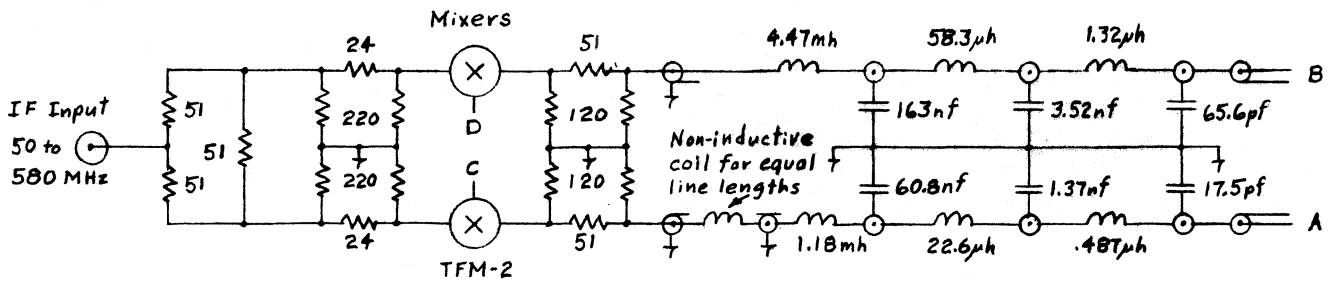 Mixers
24
51
4.47mh
58.3µh
1.32µh
B
IF Input
50 to
580 MHz
51
51
51
220
220
D
C
120
120
163nf
3.52nf
65.6pf
Non-inductive
coil for equal
line lengths
60.8nf
1.37nf
17.5pf
24
51
1.18mh
22.6µh
.487µh
A
TFM-2